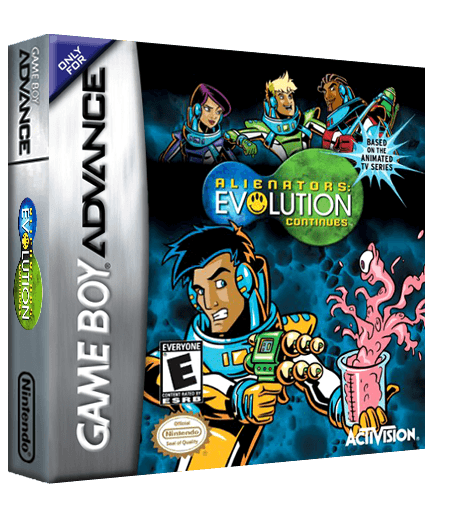 GAME BOY
ADVANCE
EVOLUTION
Nintendo®
ONLY
FOR
GAME BOY ADVANCE
BASED
ON THE
ANIMATED
TV SERIES
ALIENATORS:
EVOLUTION
CONTINUES
EVERYONE
E
CONTENT RATED BY
ESRB
Official
Nintendo
Seal of Quality
ACTIVISION